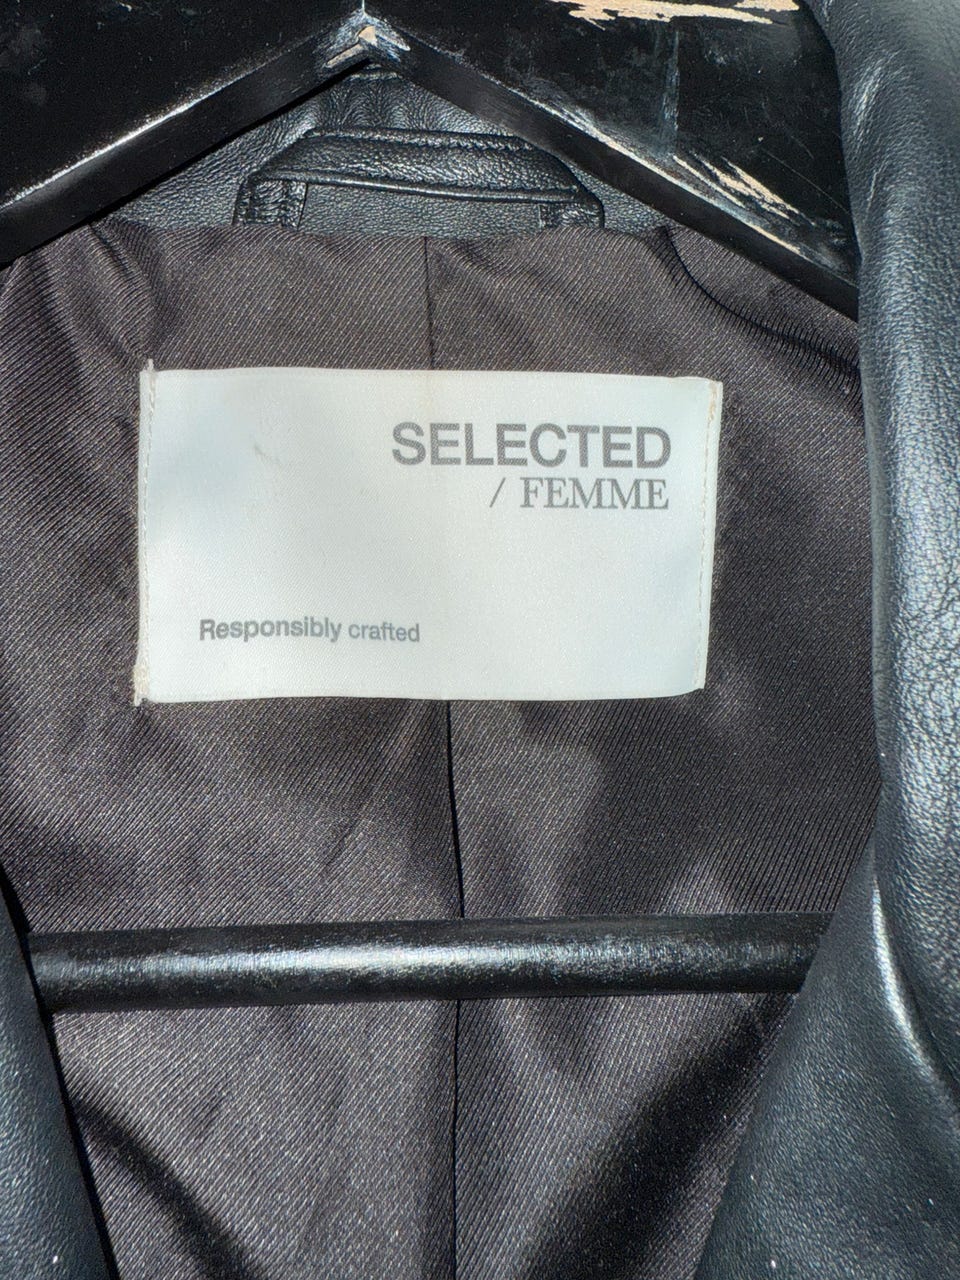 SELECTED
/ FEMME
Responsibly crafted